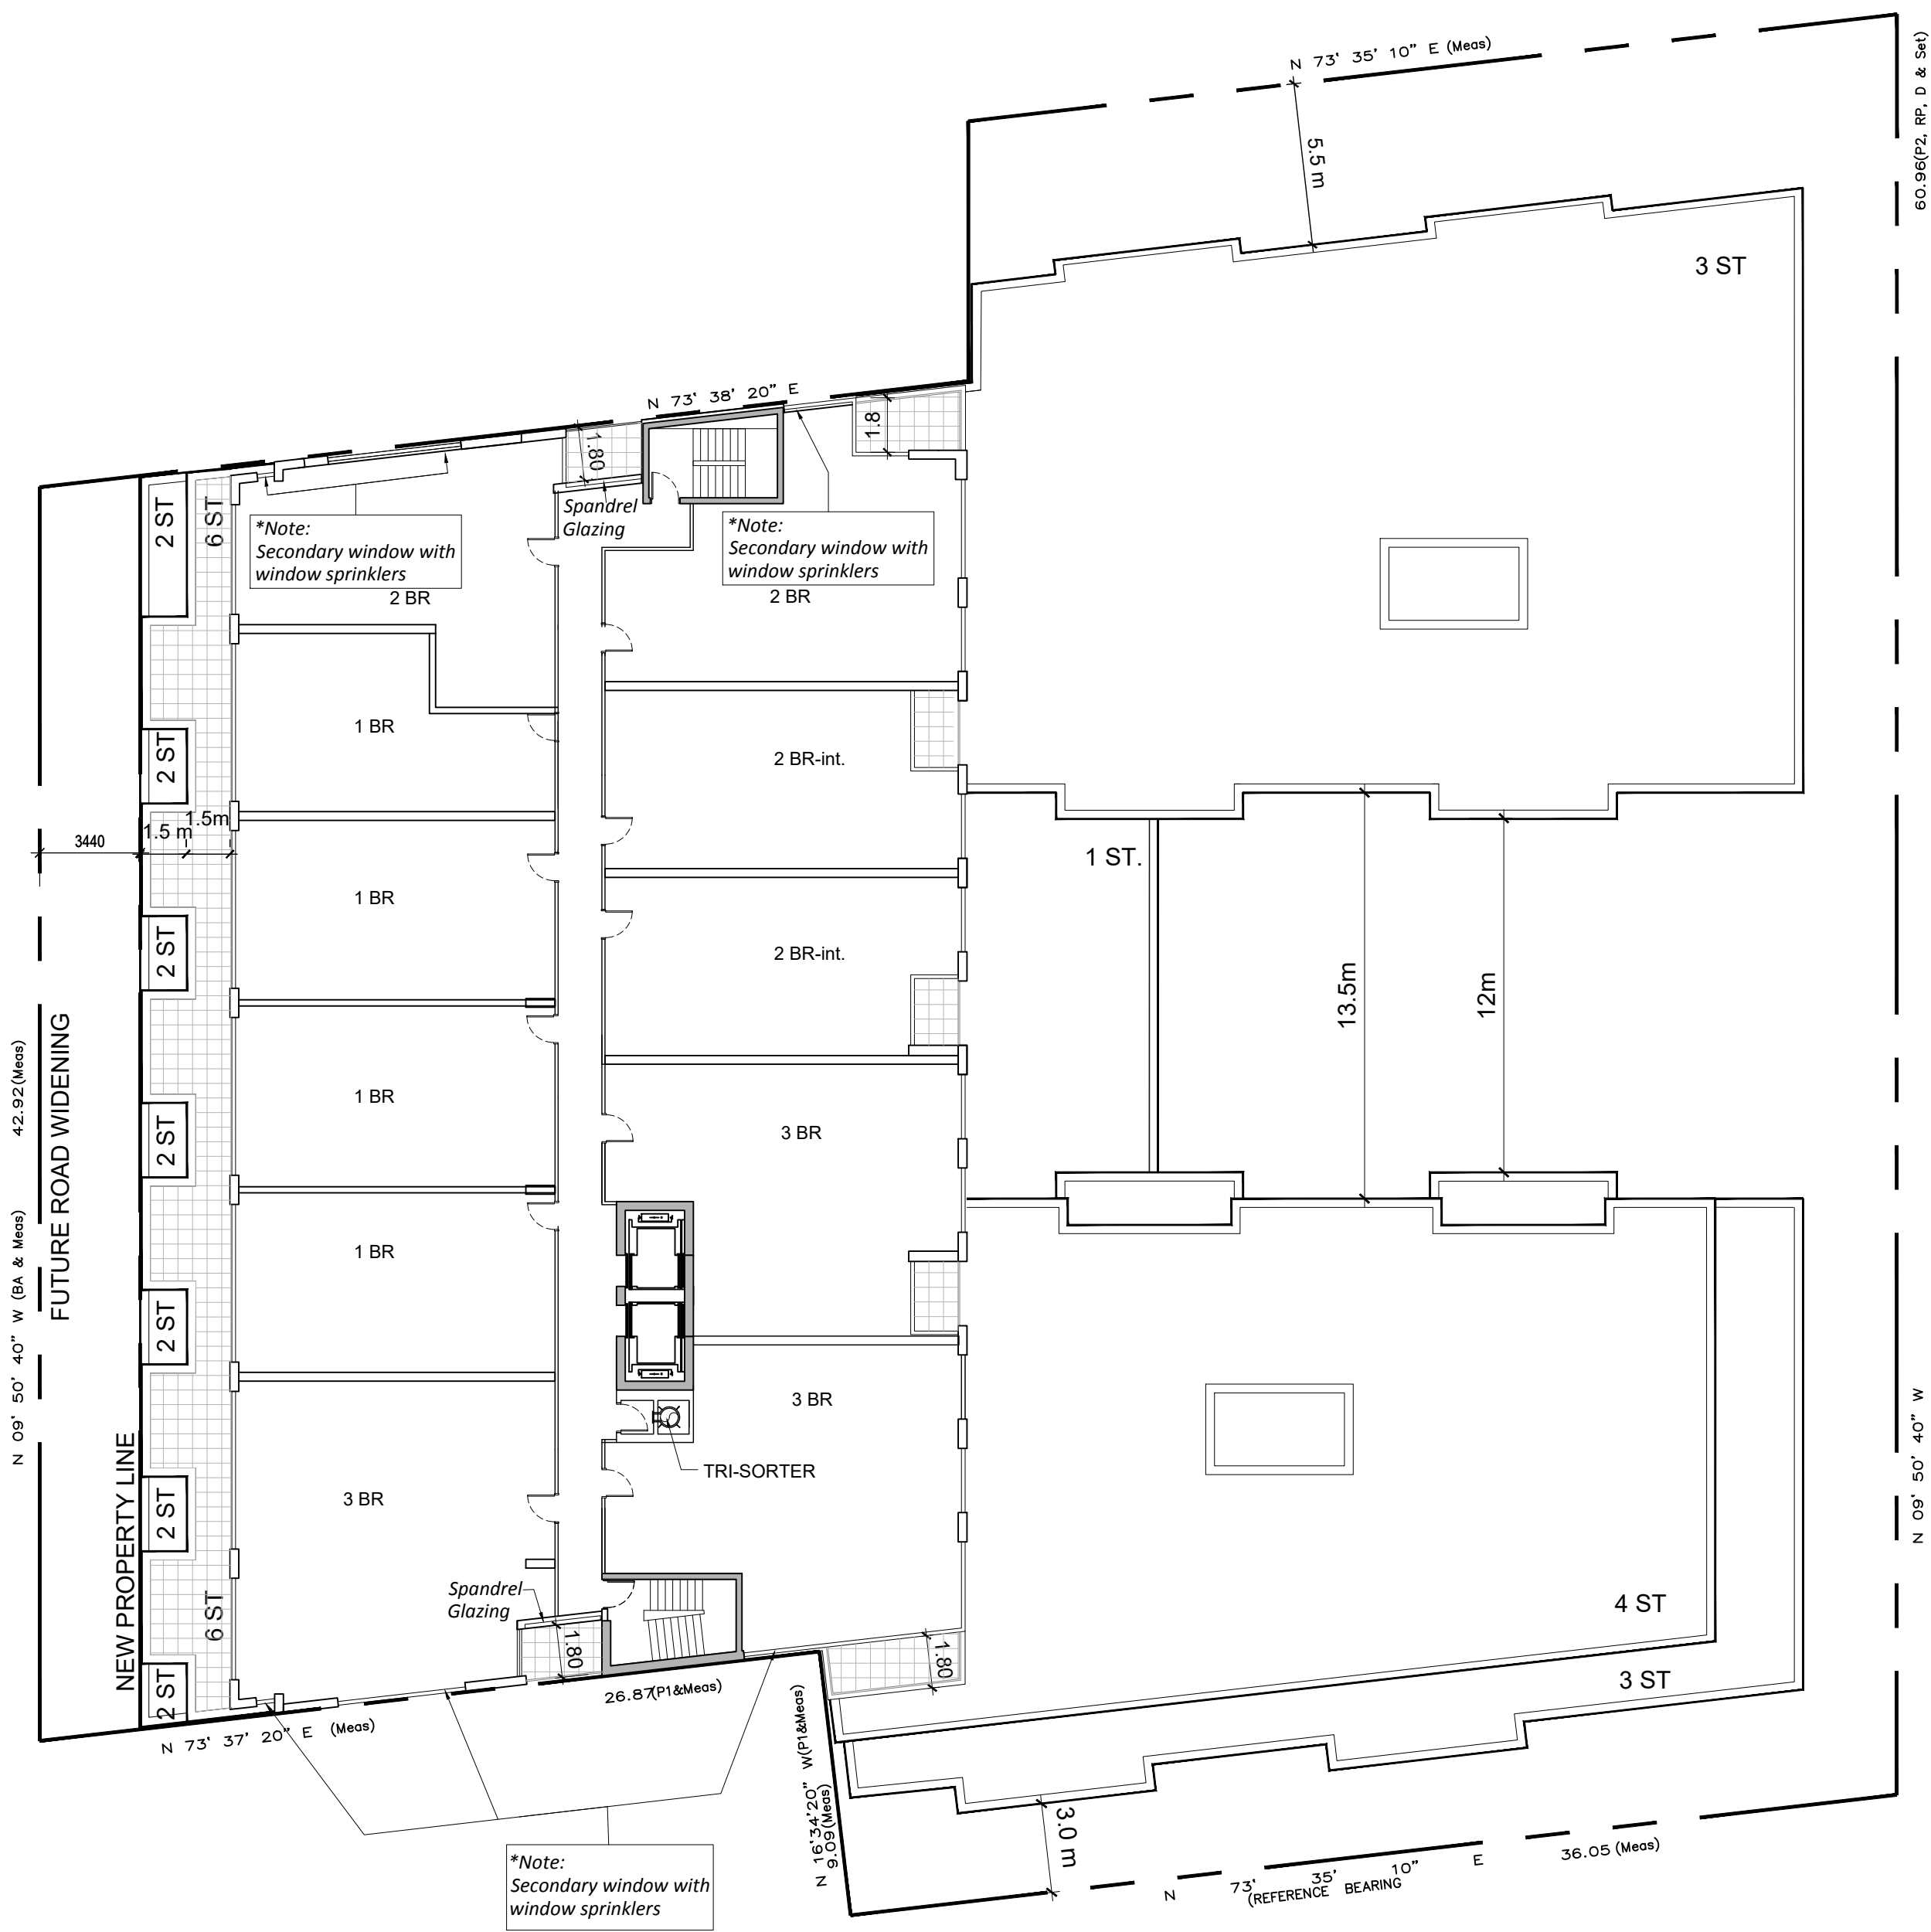 N 73' 35' 10" E (Meas)
60.96(P2, RP, D & Set)
5.5 m
3 ST
N 73' 38' 20" E
1.8
1.80
Spandrel
Glazing
2 ST
6 ST
*Note:
Secondary window with
window sprinklers
2 BR
*Note:
Secondary window with
window sprinklers
2 BR
1 BR
2 ST
2 BR-int.
3440
1.5 m
1.5m
1 ST.
1 BR
2 ST
2 BR-int.
13.5m
12m
42.92(Meas)
FUTURE ROAD WIDENING
1 BR
2 ST
3 BR
N 09' 50' 40" W (BA & Meas)
1 BR
2 ST
3 BR
TRI-SORTER
NEW PROPERTY LINE
2 ST
3 BR
N 09' 50' 40" W
6 ST
Spandrel
Glazing
1.80
1.80
4 ST
3 ST
2 ST
26.87(P1&Meas)
N 73' 37' 20" E (Meas)
N 16'34'20" W(P1&Meas)
9.09(Meas)
3.0 m
*Note:
Secondary window with
window sprinklers
N 73' 35' 10" E 36.05 (Meas)
(REFERENCE BEARING